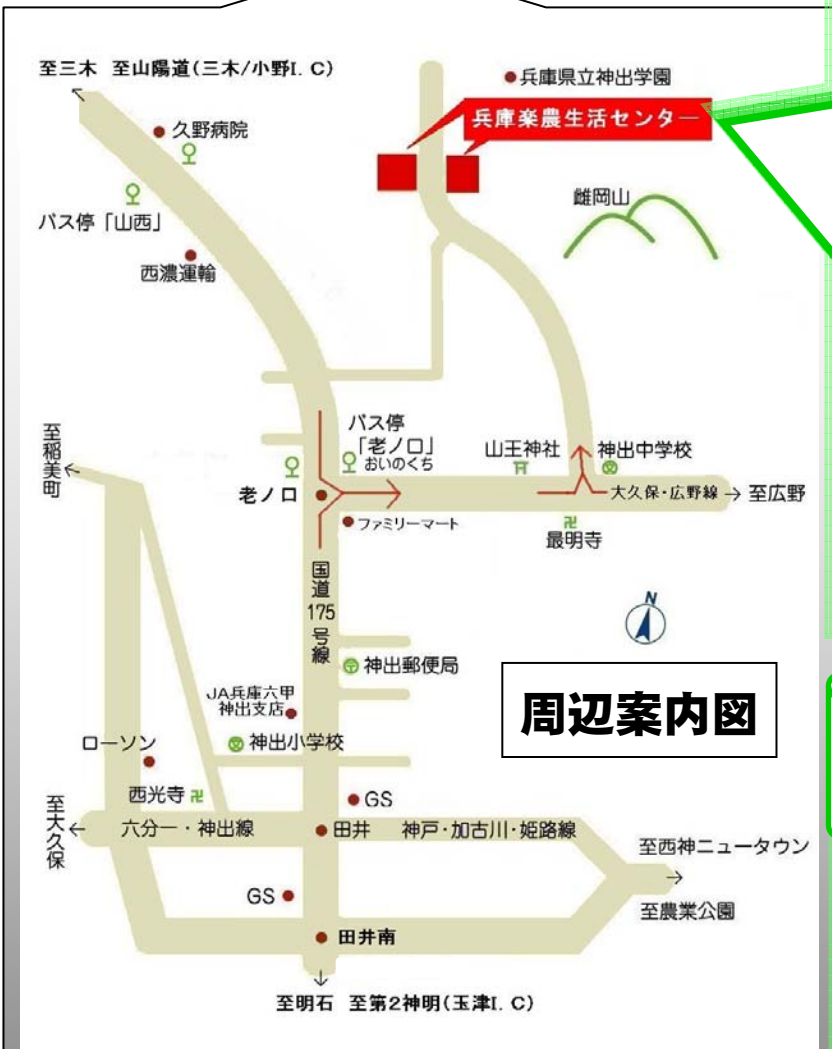 至三木 至山陽道(三木/小野I. C)
兵庫県立神出学園
兵庫楽農生活センター
久野病院
バス停「山西」
雌岡山
西濃運輸
バス停
「老ノ口」
おいのくち
山王神社
神出中学校
至稲美町
老ノ口
大久保・広野線
至広野
ファミリーマート
最明寺
国道175号線
N
神出郵便局
JA兵庫六甲
神出支店
周辺案内図
ローソン
神出小学校
西光寺
GS
至大久保
六分一・神出線
田井
神戸・加古川・姫路線
至西神ニュータウン
GS
至農業公園
田井南
至明石 至第2神明(玉津I. C)